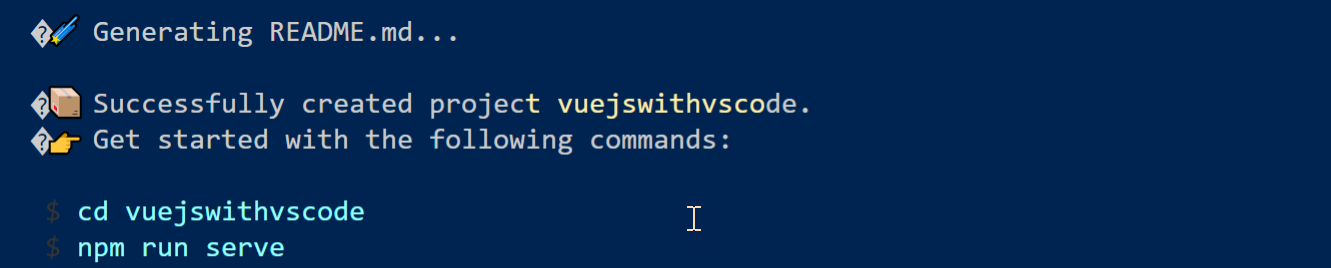 Generating README.md...
Successfully created project vuejswithvscode.
Get started with the following commands:
$ cd vuejswithvscode
$ npm run serve